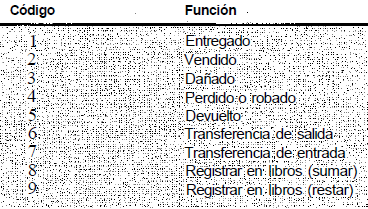 Código Función
1 Entregado
2 Vendido
3 Dañado
4 Perdido o robado
5 Devuelto
6 Transferencia de salida
7 Transferencia de entrada
8 Registrar en libros (sumar)
9 Registrar en libros (restar)